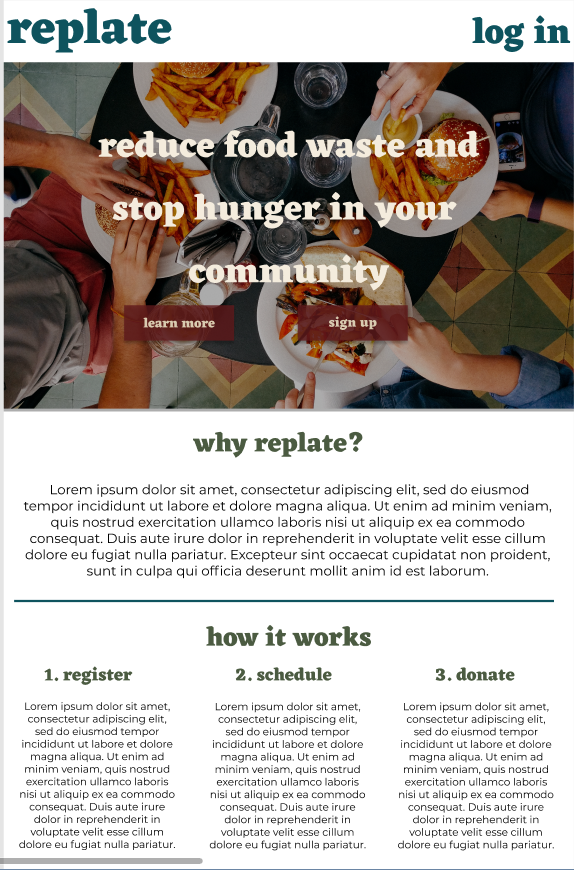 replate
log in
reduce food waste and
stop hunger in your
community
learn more
sign up
why replate?
Lorem ipsum dolor sit amet, consectetur adipiscing elit, sed do eiusmod
tempor incididunt ut labore et dolore magna aliqua. Ut enim ad minim veniam,
quis nostrud exercitation ullamco laboris nisi ut aliquip ex ea commodo
consequat. Duis aute irure dolor in reprehenderit in voluptate velit esse cillum
dolore eu fugiat nulla pariatur. Excepteur sint occaecat cupidatat non proident,
sunt in culpa qui officia deserunt mollit anim id est laborum.
how it works
1. register
Lorem ipsum dolor sit amet,
consectetur adipiscing elit,
sed do eiusmod tempor
incididunt ut labore et dolore
magna aliqua. Ut enim ad
minim veniam, quis nostrud
exercitation ullamco laboris
nisi ut aliquip ex ea commodo
consequat. Duis aute irure
dolor in reprehenderit in
voluptate velit esse cillum
dolore eu fugiat nulla pariatur.
2. schedule
Lorem ipsum dolor sit amet,
consectetur adipiscing elit,
sed do eiusmod tempor
incididunt ut labore et dolore
magna aliqua. Ut enim ad
minim veniam, quis nostrud
exercitation ullamco laboris
nisi ut aliquip ex ea commodo
consequat. Duis aute irure
dolor in reprehenderit in
voluptate velit esse cillum
dolore eu fugiat nulla pariatur.
3. donate
Lorem ipsum dolor sit amet,
consectetur adipiscing elit,
sed do eiusmod tempor
incididunt ut labore et dolore
magna aliqua. Ut enim ad
minim veniam, quis nostrud
exercitation ullamco laboris
nisi ut aliquip ex ea commodo
consequat. Duis aute irure
dolor in reprehenderit in
voluptate velit esse cillum
dolore eu fugiat nulla pariatur.